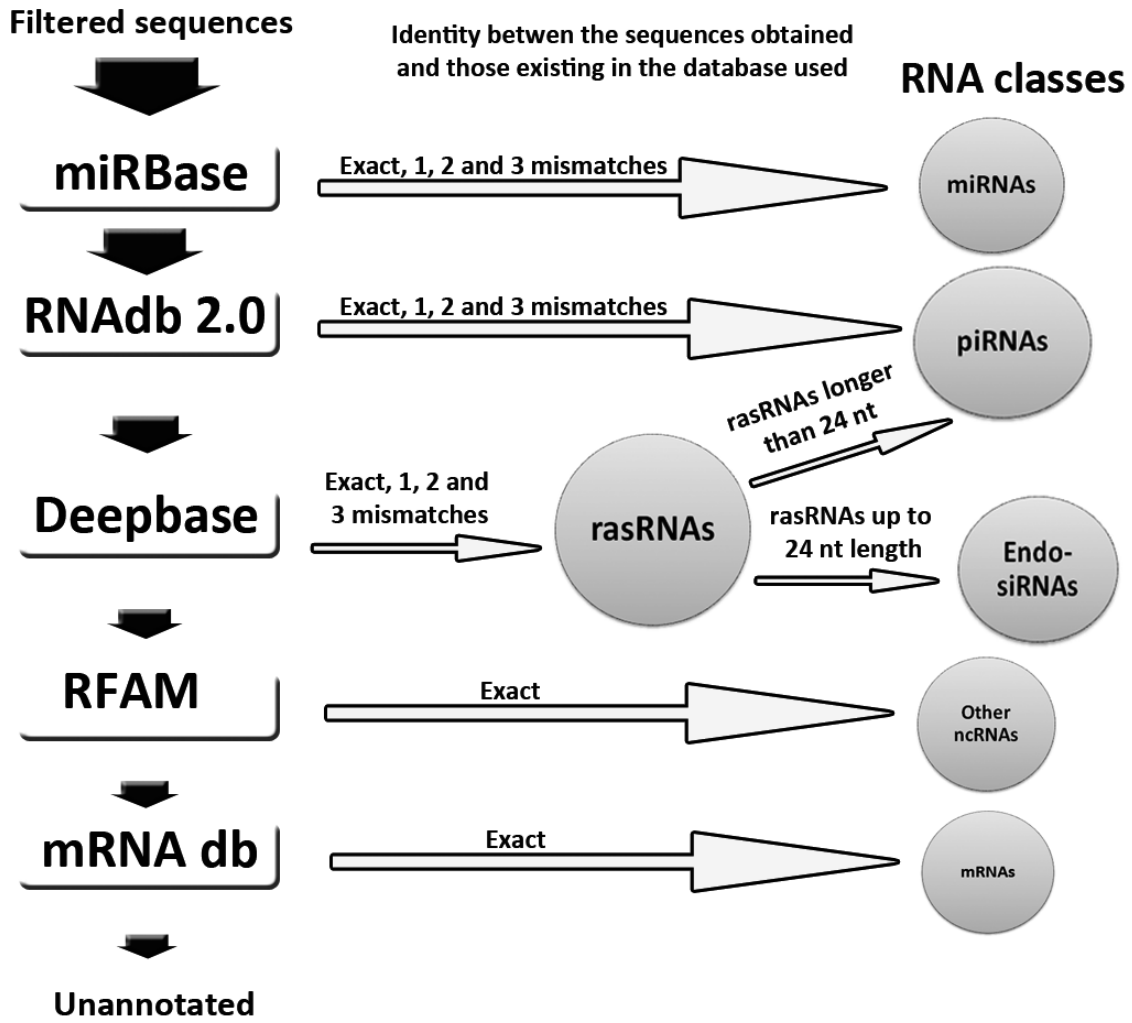 Filtered sequences
Identity betwen the sequences obtained
and those existing in the database used
RNA classes
miRBase
Exact, 1, 2 and 3 mismatches
miRNAs
RNAdb 2.0
Exact, 1, 2 and 3 mismatches
piRNAs
rasRNAs longer
than 24 nt
Deepbase
Exact, 1, 2 and
3 mismatches
rasRNAs
rasRNAs up to
24 nt length
Endo-
siRNAs
RFAM
Exact
Other
ncRNAs
mRNA db
Exact
mRNAs
Unannotated